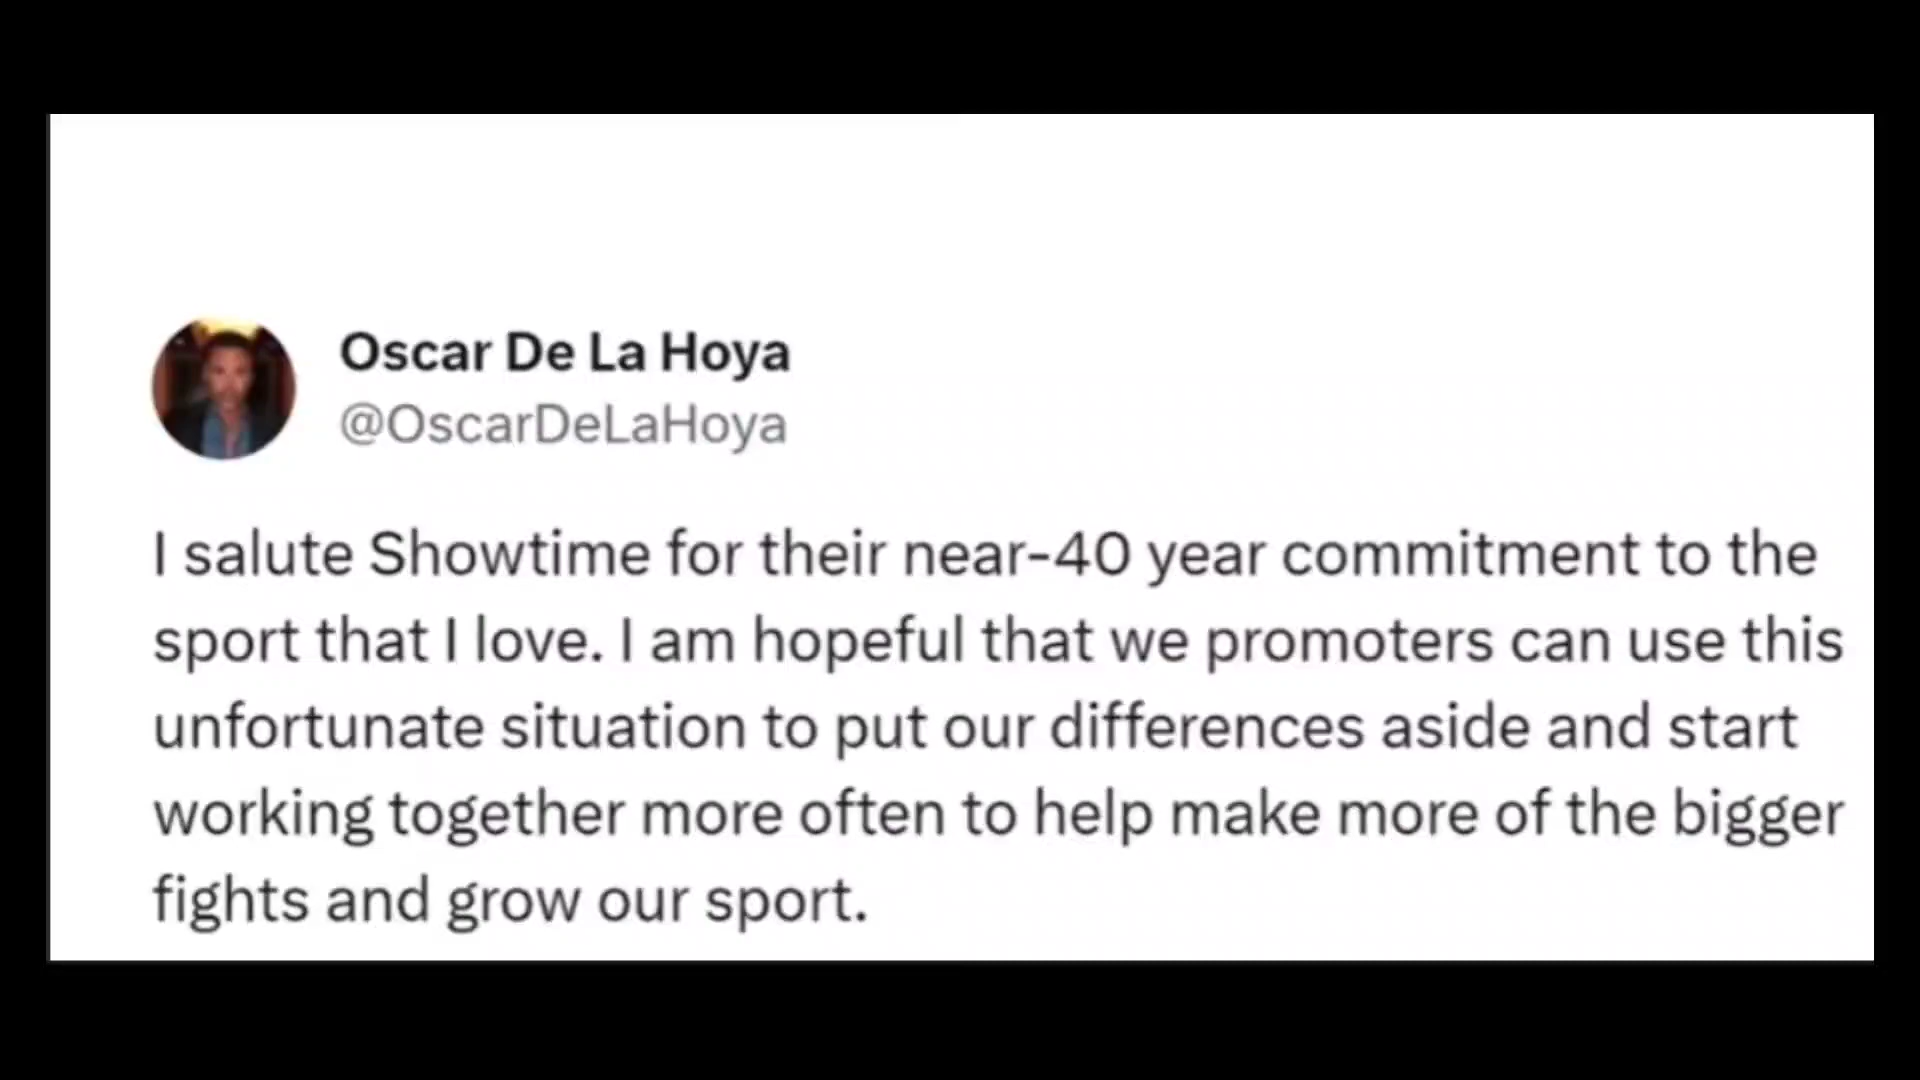 Oscar De La Hoya
@OscarDeLaHoya
I salute Showtime for their near-40 year commitment to the
sport that I love. I am hopeful that we promoters can use this
unfortunate situation to put our differences aside and start
working together more often to help make more of the bigger
fights and grow our sport.